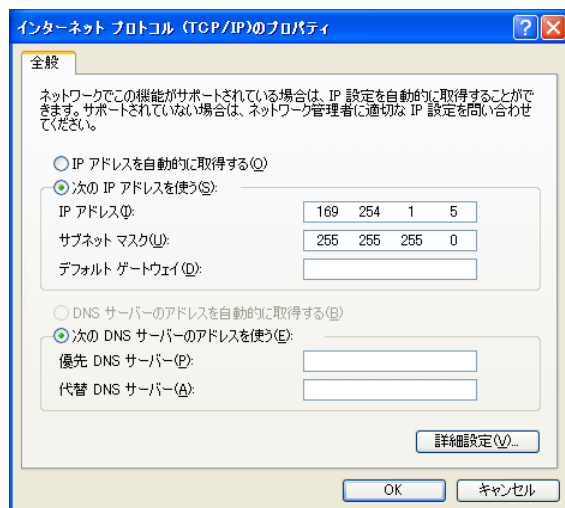 インターネット プロトコル (TCP/IP)のプロパティ
全般
ネットワークでこの機能がサポートされている場合は、IP 設定を自動的に取得することがで
きます。サポートされていない場合は、ネットワーク管理者に適切な IP 設定を問い合わせ
てください。
IP アドレスを自動的に取得する(O)
次の IP アドレスを使う(S):
IP アドレス(I): 169 254 1 5
サブネット マスク(U): 255 255 255 0
デフォルト ゲートウェイ(D):
DNS サーバーのアドレスを自動的に取得する(B)
次の DNS サーバーのアドレスを使う(E):
優先 DNS サーバー(P):
代替 DNS サーバー(A):
詳細設定(V)...
OK キャンセル